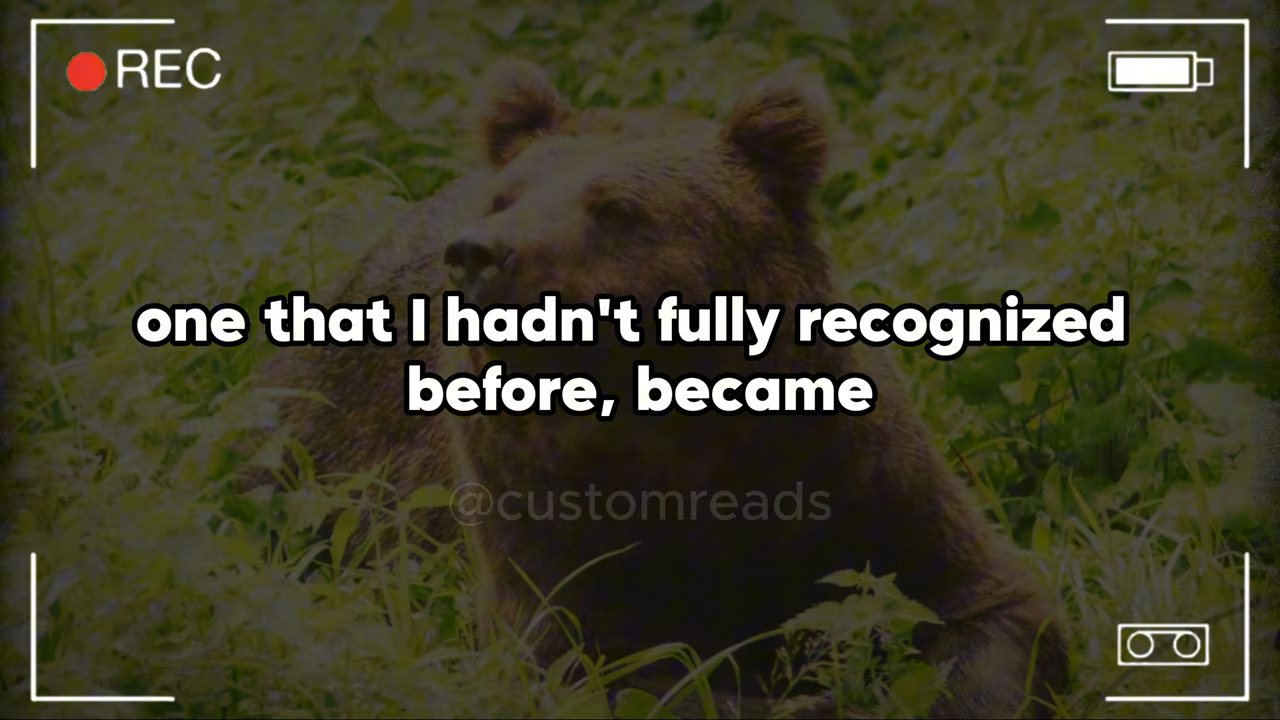 REC
one that I hadn't fully recognized
before, became
@customreads